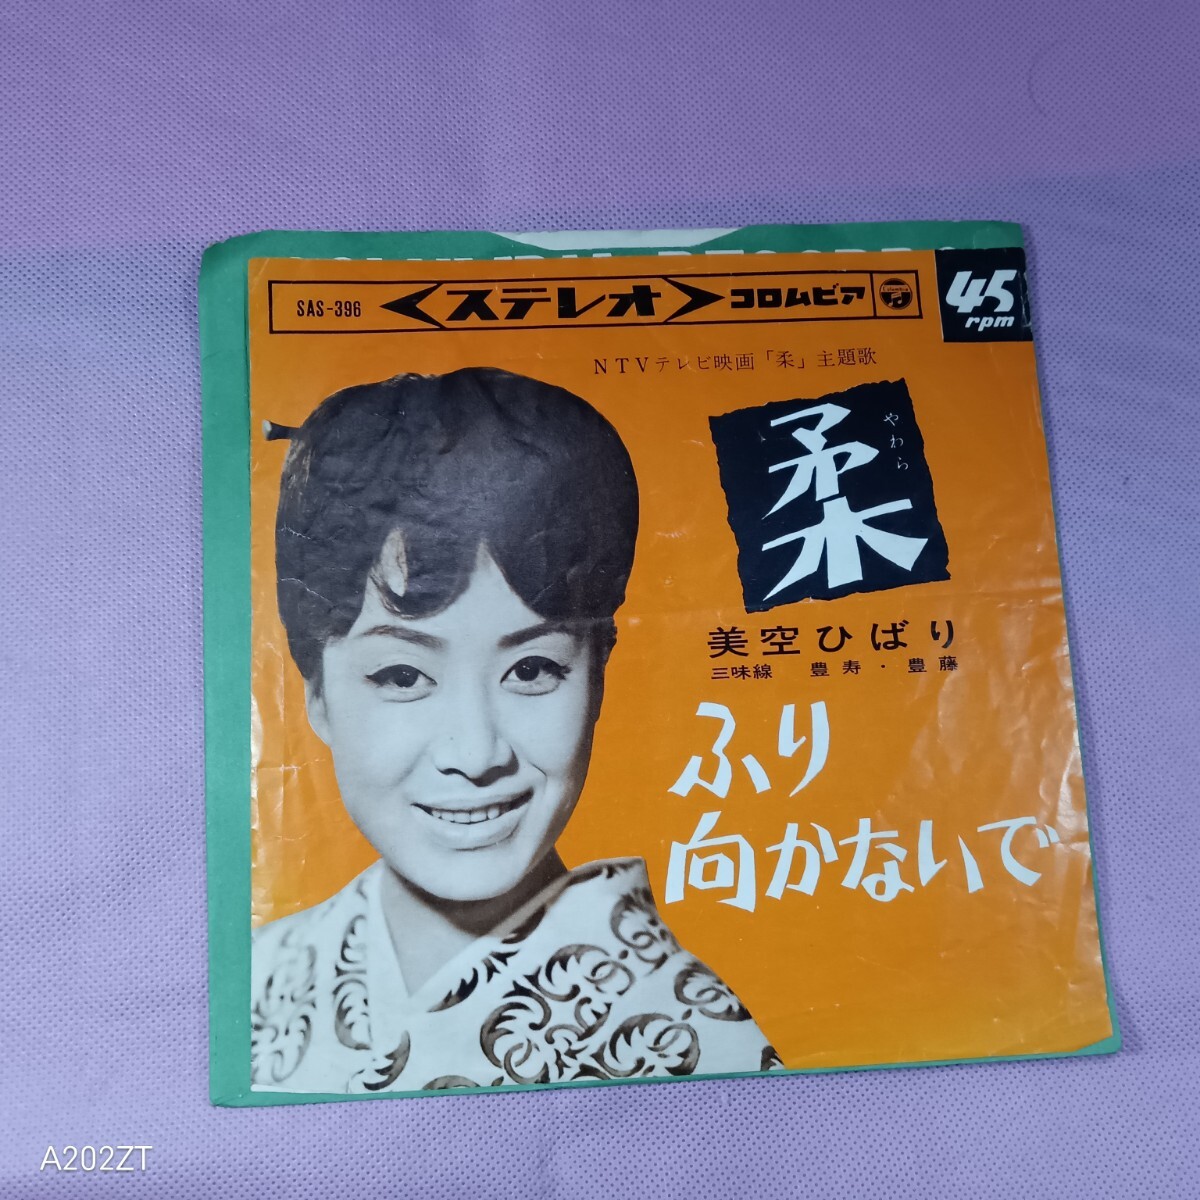 SAS-396 <ステレオ> コロムビア
45
rpm
NTVテレビ映画「柔」主題歌
柔
やわら
美空ひばり
三味線 豊寿・豊藤
ふり
向かないで
A202ZT